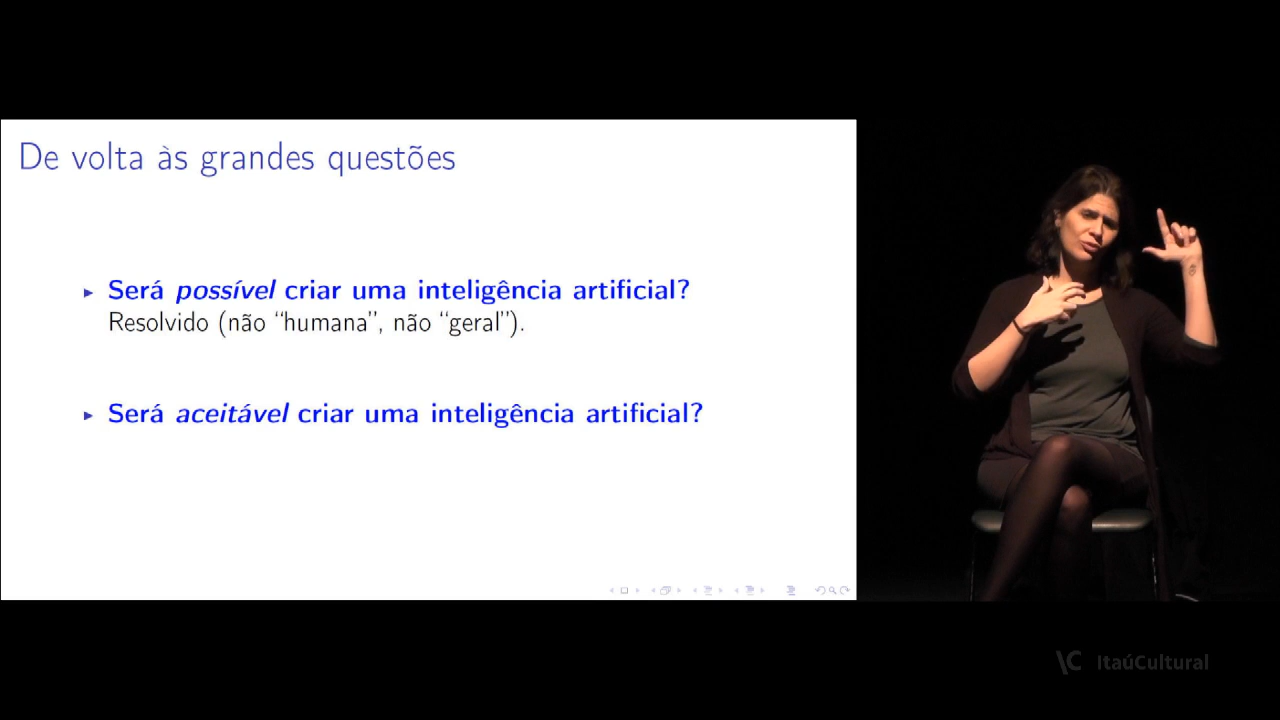 De volta às grandes questões
▸ Será possível criar uma inteligência artificial?
Resolvido (não “humana”, não “geral”).
▸ Será aceitável criar uma inteligência artificial?
\C ItaúCultural